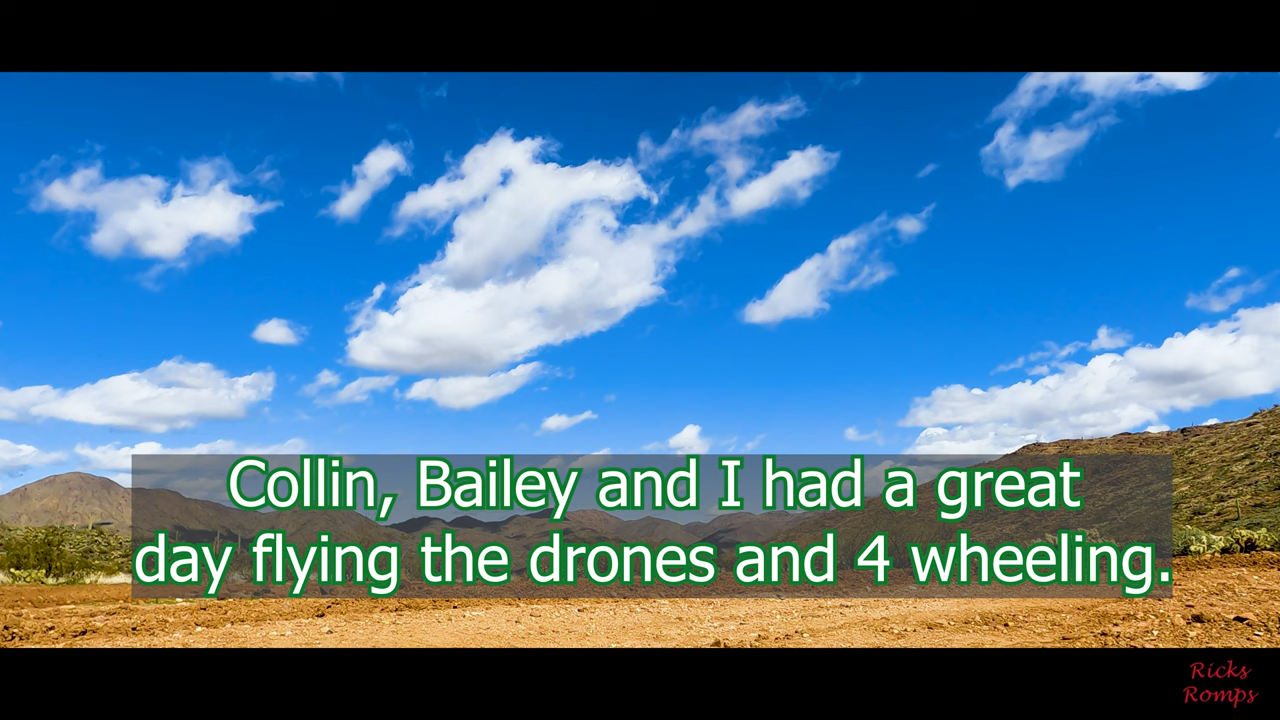 Collin, Bailey and I had a great
day flying the drones and 4 wheeling.
Ricks
Romps